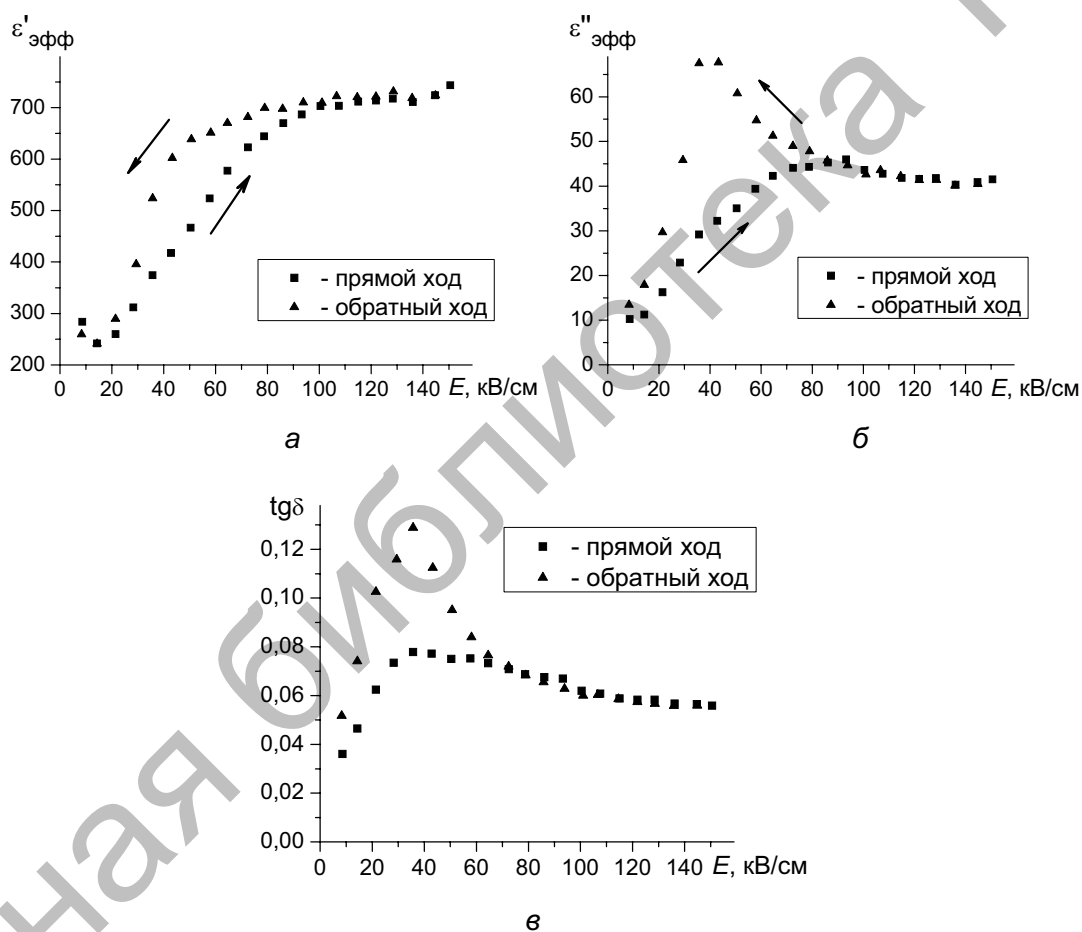 ε'эфф
700
600
500
400
300
200
0 20 40 60 80 100 120 140 E, кВ/см
- прямой ход
- обратный ход
а
ε"эфф
60
50
40
30
20
10
0
0 20 40 60 80 100 120 140 E, кВ/см
- прямой ход
- обратный ход
б
tgδ
0,12
0,10
0,08
0,06
0,04
0,02
0,00
0 20 40 60 80 100 120 140 E, кВ/см
- прямой ход
- обратный ход
в
ная библиотека